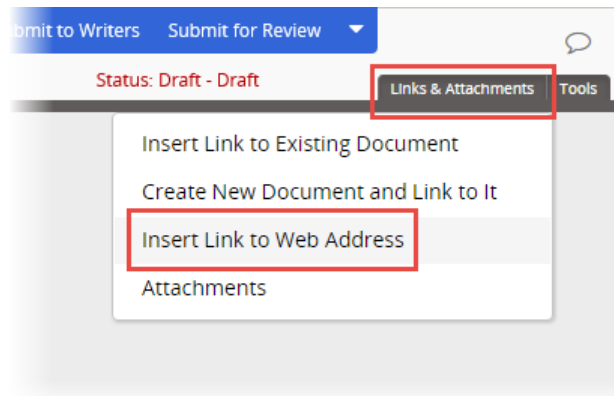 to Writers Submit for Review
Status: Draft - Draft
Links & Attachments Tools
Insert Link to Existing Document
Create New Document and Link to It
Insert Link to Web Address
Attachments